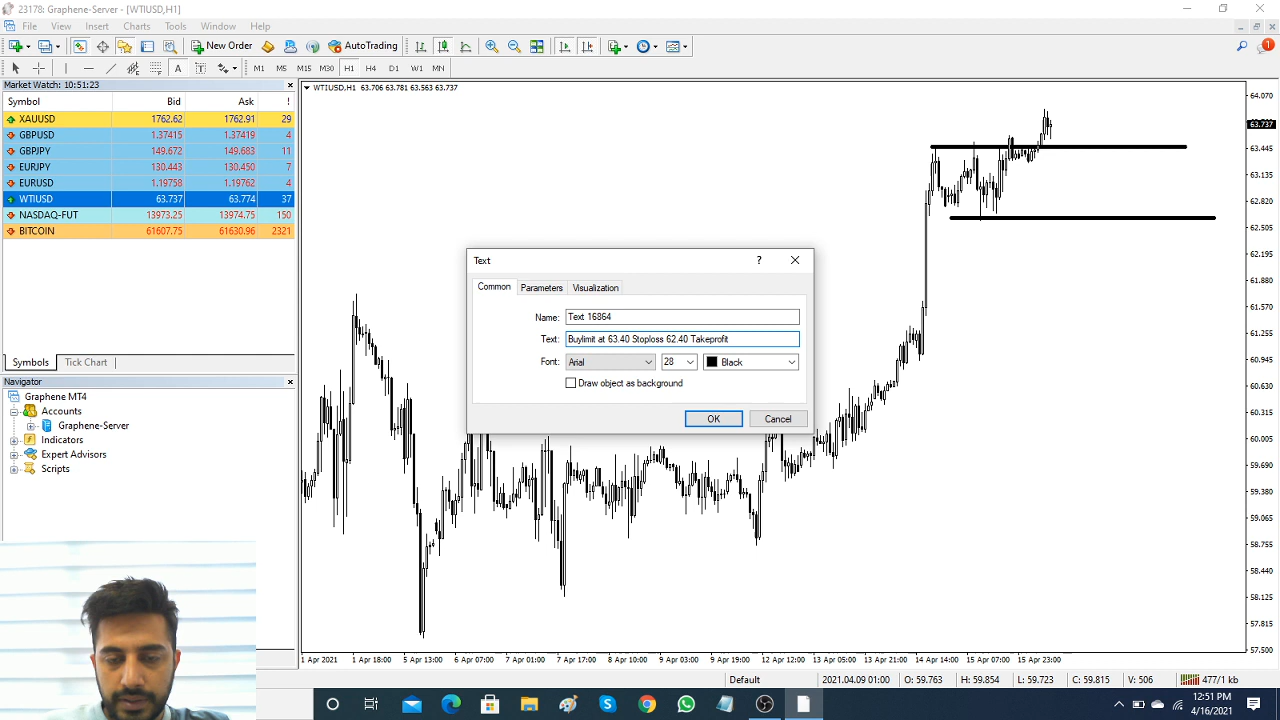 23178: Graphene-Server - [WTIUSD,H1]
File View Insert Charts Tools Window Help
New Order AutoTrading 1
A T M1 M5 M15 M30 H1 H4 D1 W1 MN
Market Watch: 10:51:23
Symbol Bid Ask !
XAUUSD 1762.62 1762.91 29
GBPUSD 1.37415 1.37419 4
GBPJPY 149.672 149.683 11
EURJPY 130.443 130.450 7
EURUSD 1.19758 1.19762 4
WTIUSD 63.737 63.774 37
NASDAQ-FUT 13973.25 13974.75 150
BITCOIN 61607.75 61630.96 2321
Symbols Tick Chart
Navigator
Graphene MT4
Accounts
Graphene-Server
Indicators
Expert Advisors
Scripts
WTIUSD,H1 63.706 63.781 63.563 63.737
64.070
63.737
63.445
63.135
62.820
62.505
62.195
61.880
61.570
61.255
60.945
60.630
60.315
60.005
59.690
59.380
59.065
58.755
58.440
58.125
57.815
57.500
Text ?
Common Parameters Visualization
Name: Text 16864
Text: Buylimit at 63.40 Stoploss 62.40 Takeprofit
Font: Arial 28 Black
Draw object as background
OK Cancel
1 Apr 2021 1 Apr 18:00 5 Apr 13:00 6 Apr 07:00 7 Apr 01:00 7 Apr 17:00 8 Apr 10:00 9 Apr 03:00 9 Apr 19:00 12 Apr 12:00 13 Apr 05:00 13 Apr 21:00 14 Apr 14:00 15 Apr 07:00 15 Apr 23:00
Default 2021.04.09 01:00 O: 59.763 H: 59.854 L: 59.723 C: 59.815 V: 506 477/1 kb
12:51 PM
4/16/2021